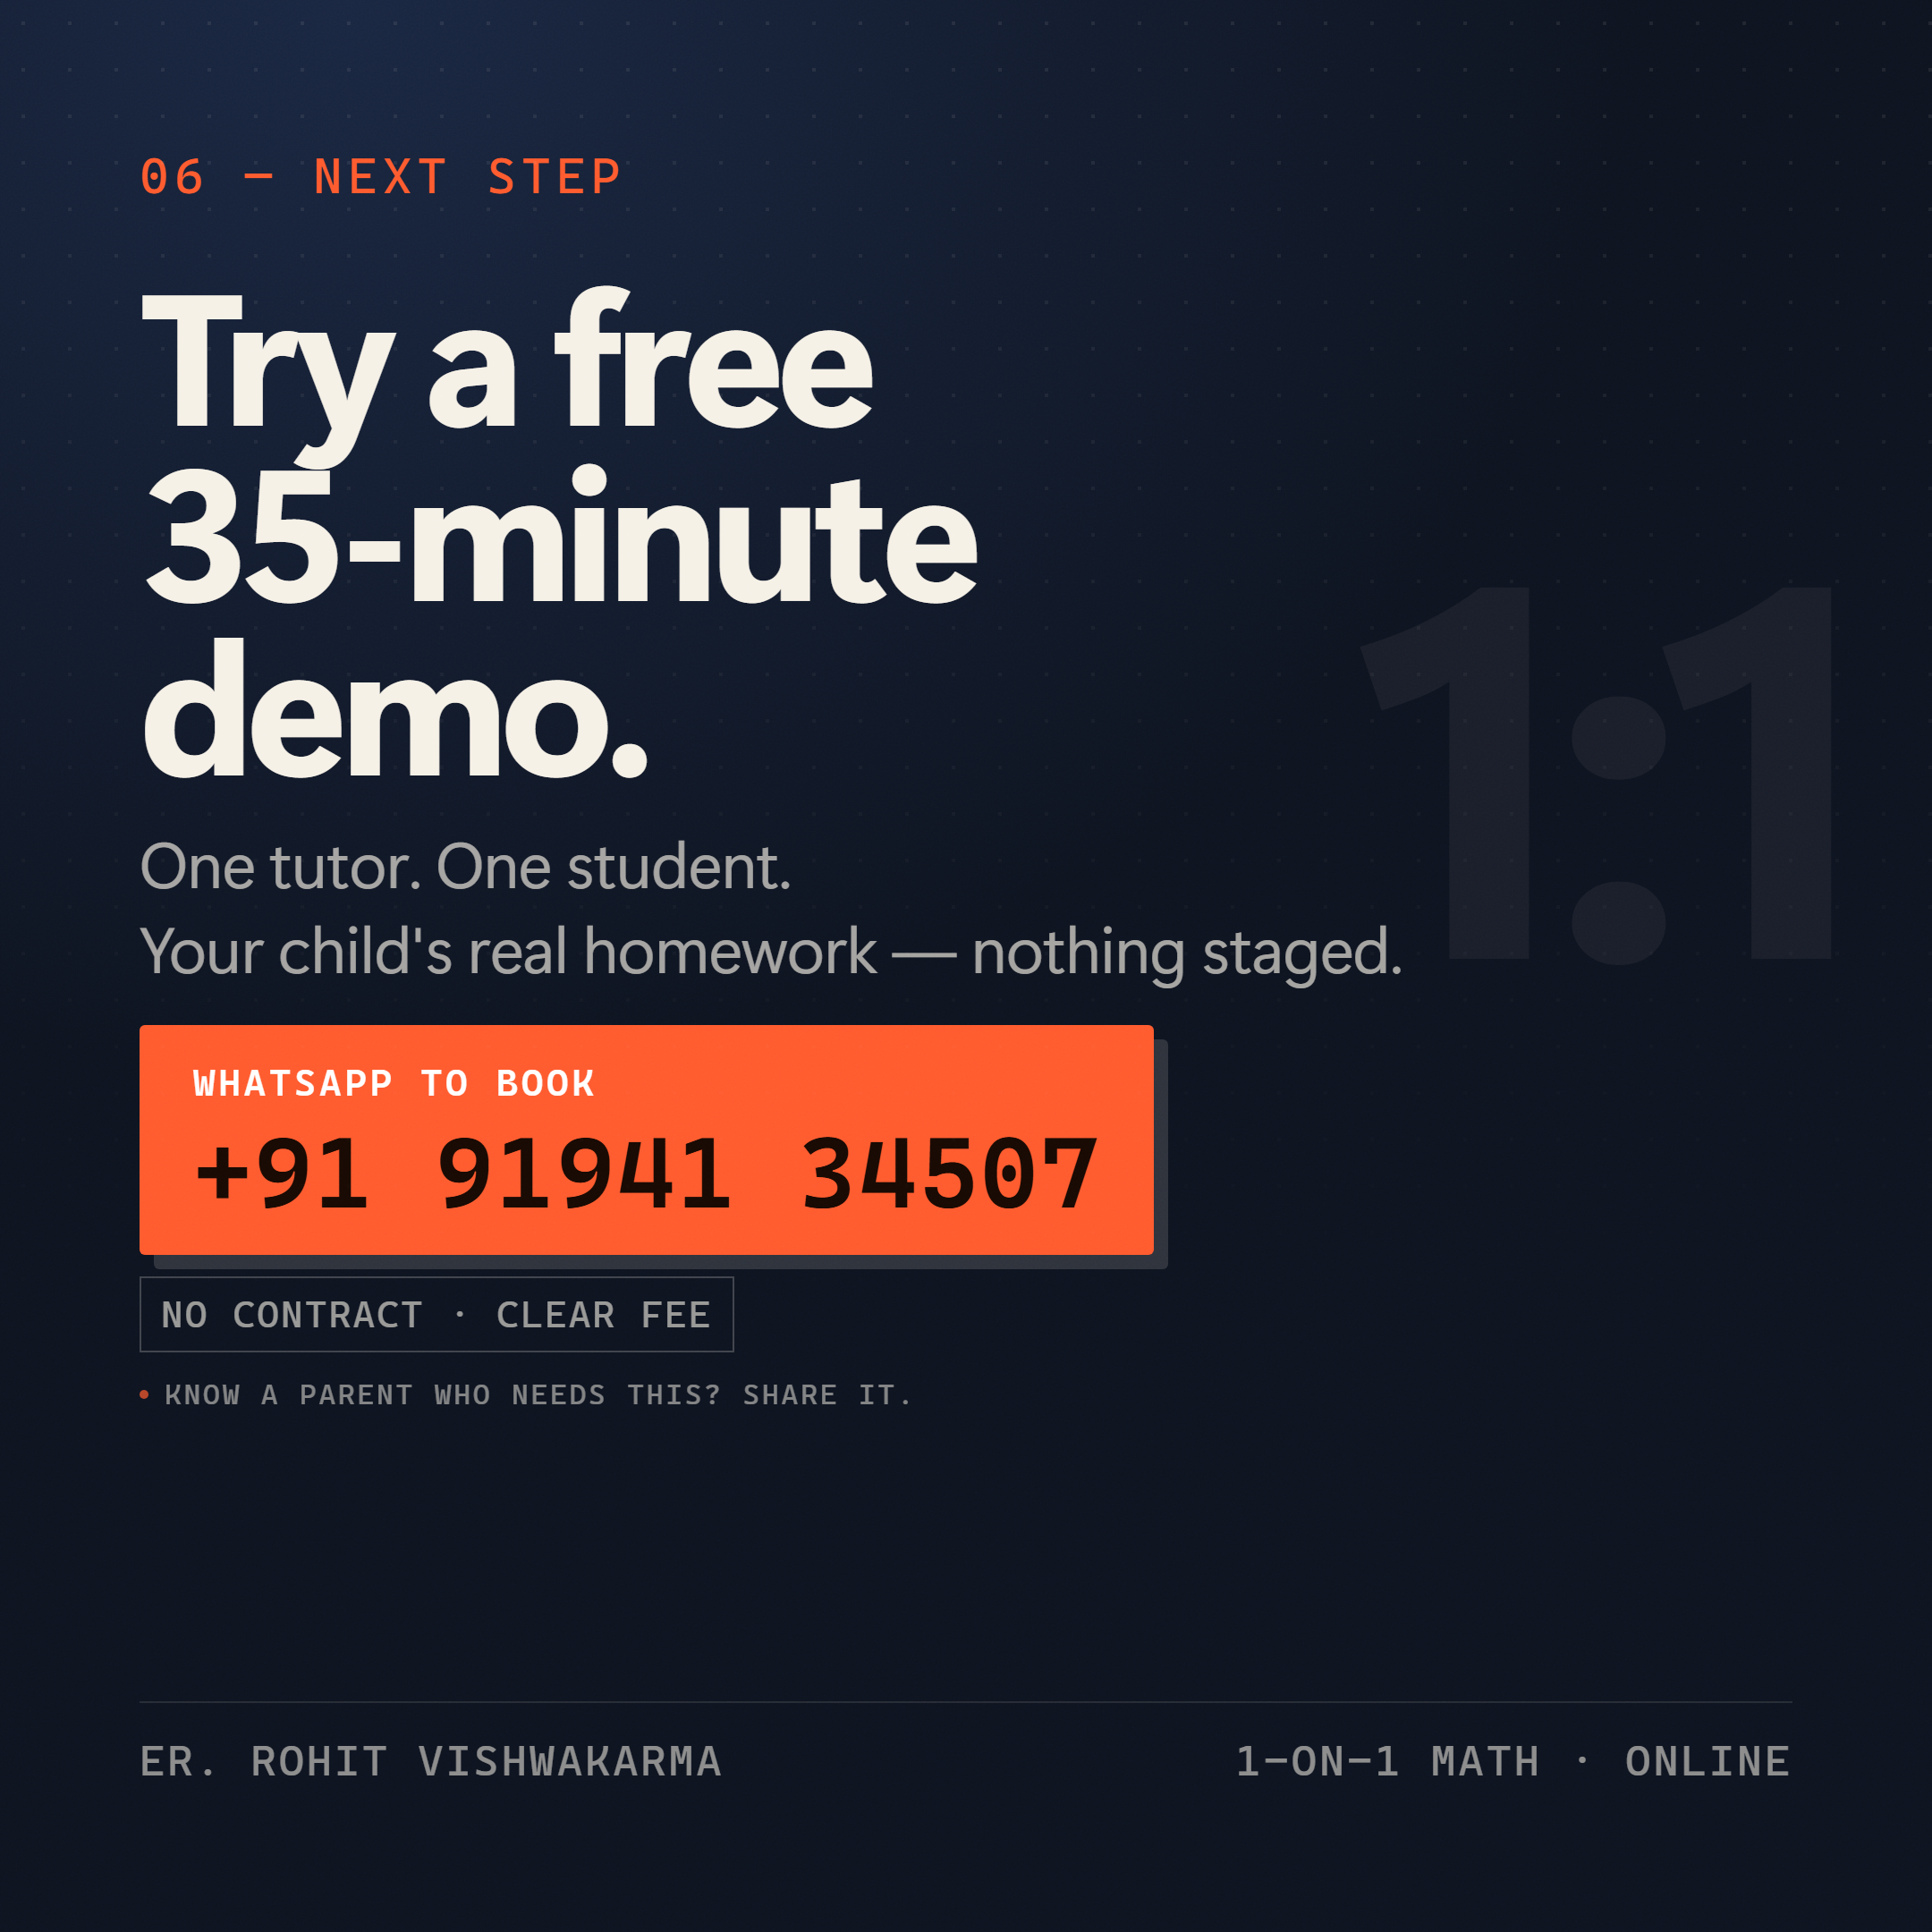 06 — NEXT STEP
Try a free
35-minute
demo.
1:1
One tutor. One student.
Your child's real homework — nothing staged.
WHATSAPP TO BOOK
+91 91941 34507
NO CONTRACT · CLEAR FEE
• KNOW A PARENT WHO NEEDS THIS? SHARE IT.
ER. ROHIT VISHWAKARMA
1-ON-1 MATH · ONLINE